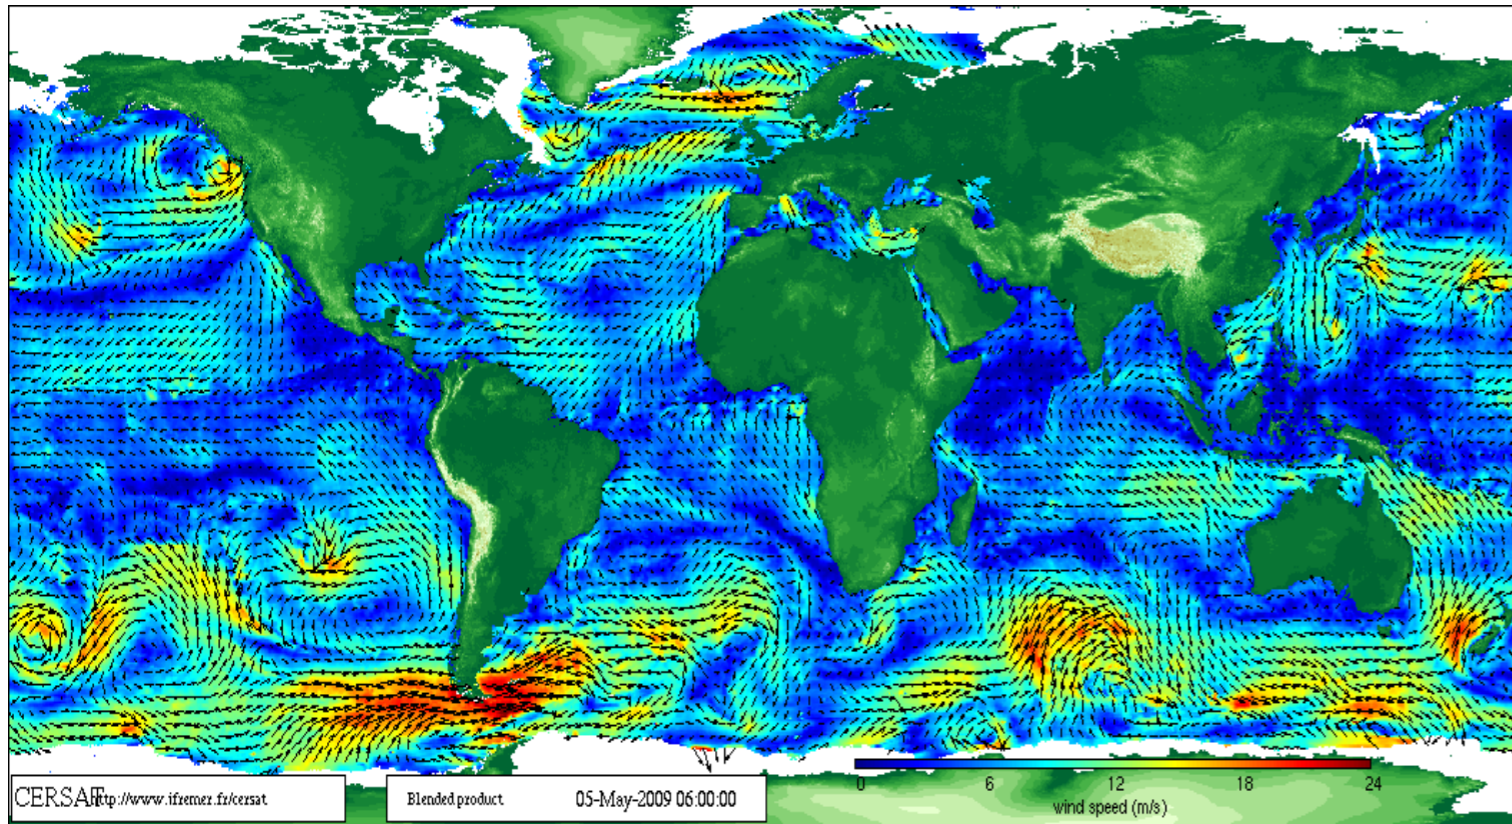 CERSAT http://www.ifremer.fr/cersat
Blended product 05-May-2009 06:00:00
0 6 12 18 24
wind speed (m/s)